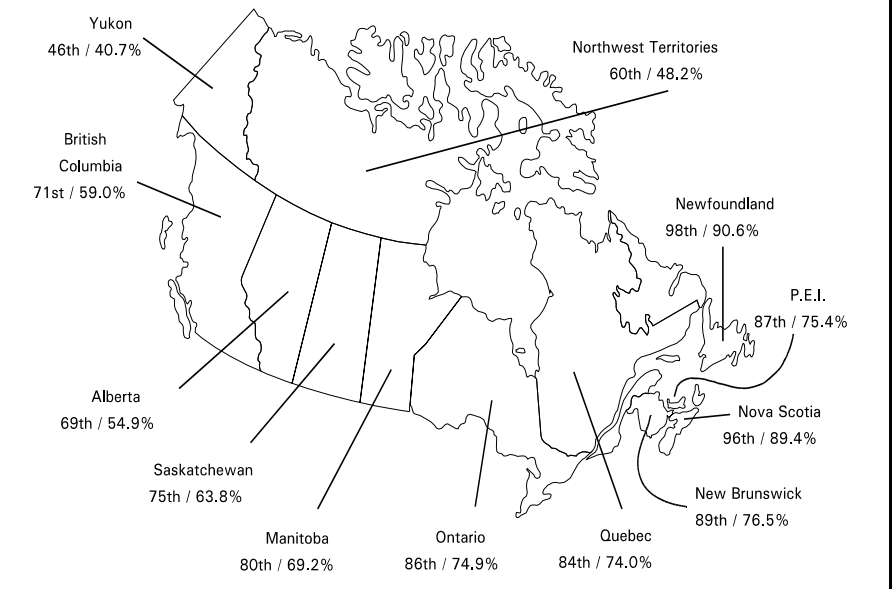 Yukon
46th / 40.7%
Northwest Territories
60th / 48.2%
British
Columbia
71st / 59.0%
Newfoundland
98th / 90.6%
P.E.I.
87th / 75.4%
Alberta
69th / 54.9%
Nova Scotia
96th / 89.4%
Saskatchewan
75th / 63.8%
New Brunswick
89th / 76.5%
Manitoba
80th / 69.2%
Ontario
86th / 74.9%
Quebec
84th / 74.0%